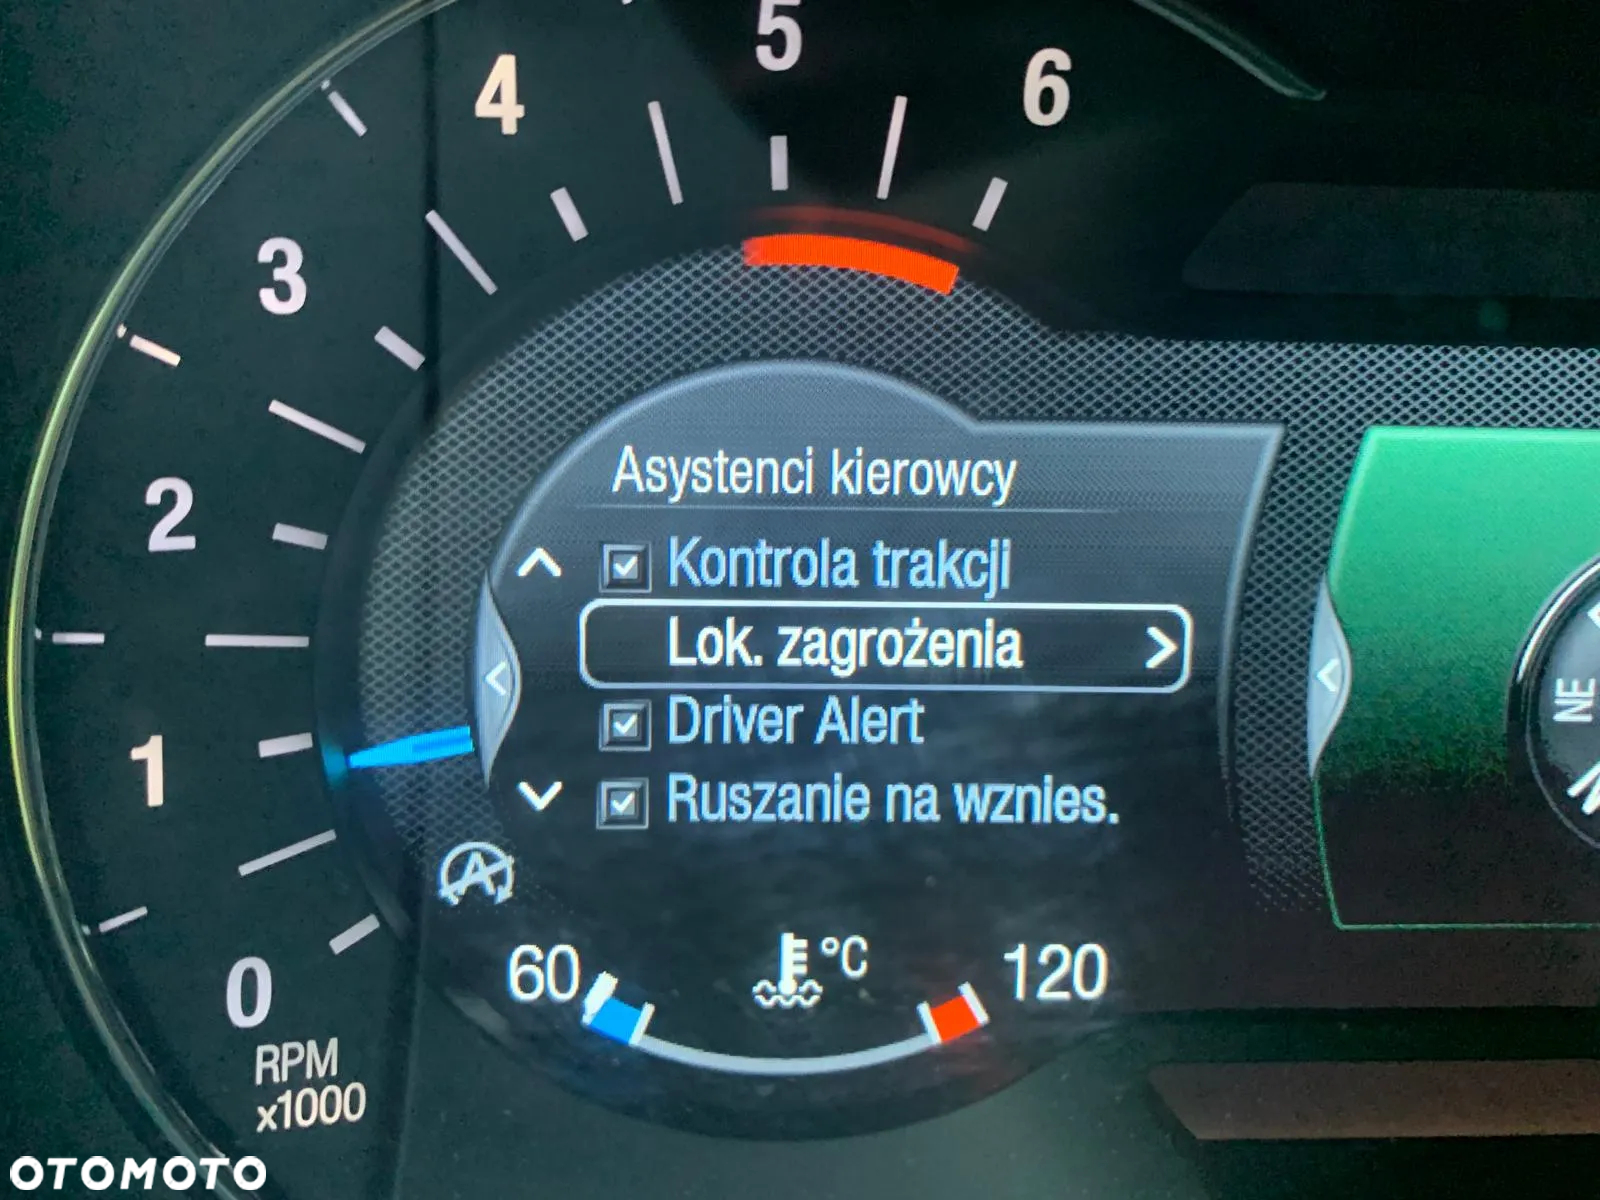 5
4
6
3
2
1
0
RPM
x1000
Asystenci kierowcy
Kontrola trakcji
Lok. zagrożenia
Driver Alert
Ruszanie na wznies.
A
60
°C
120
NE
OTOMOTO